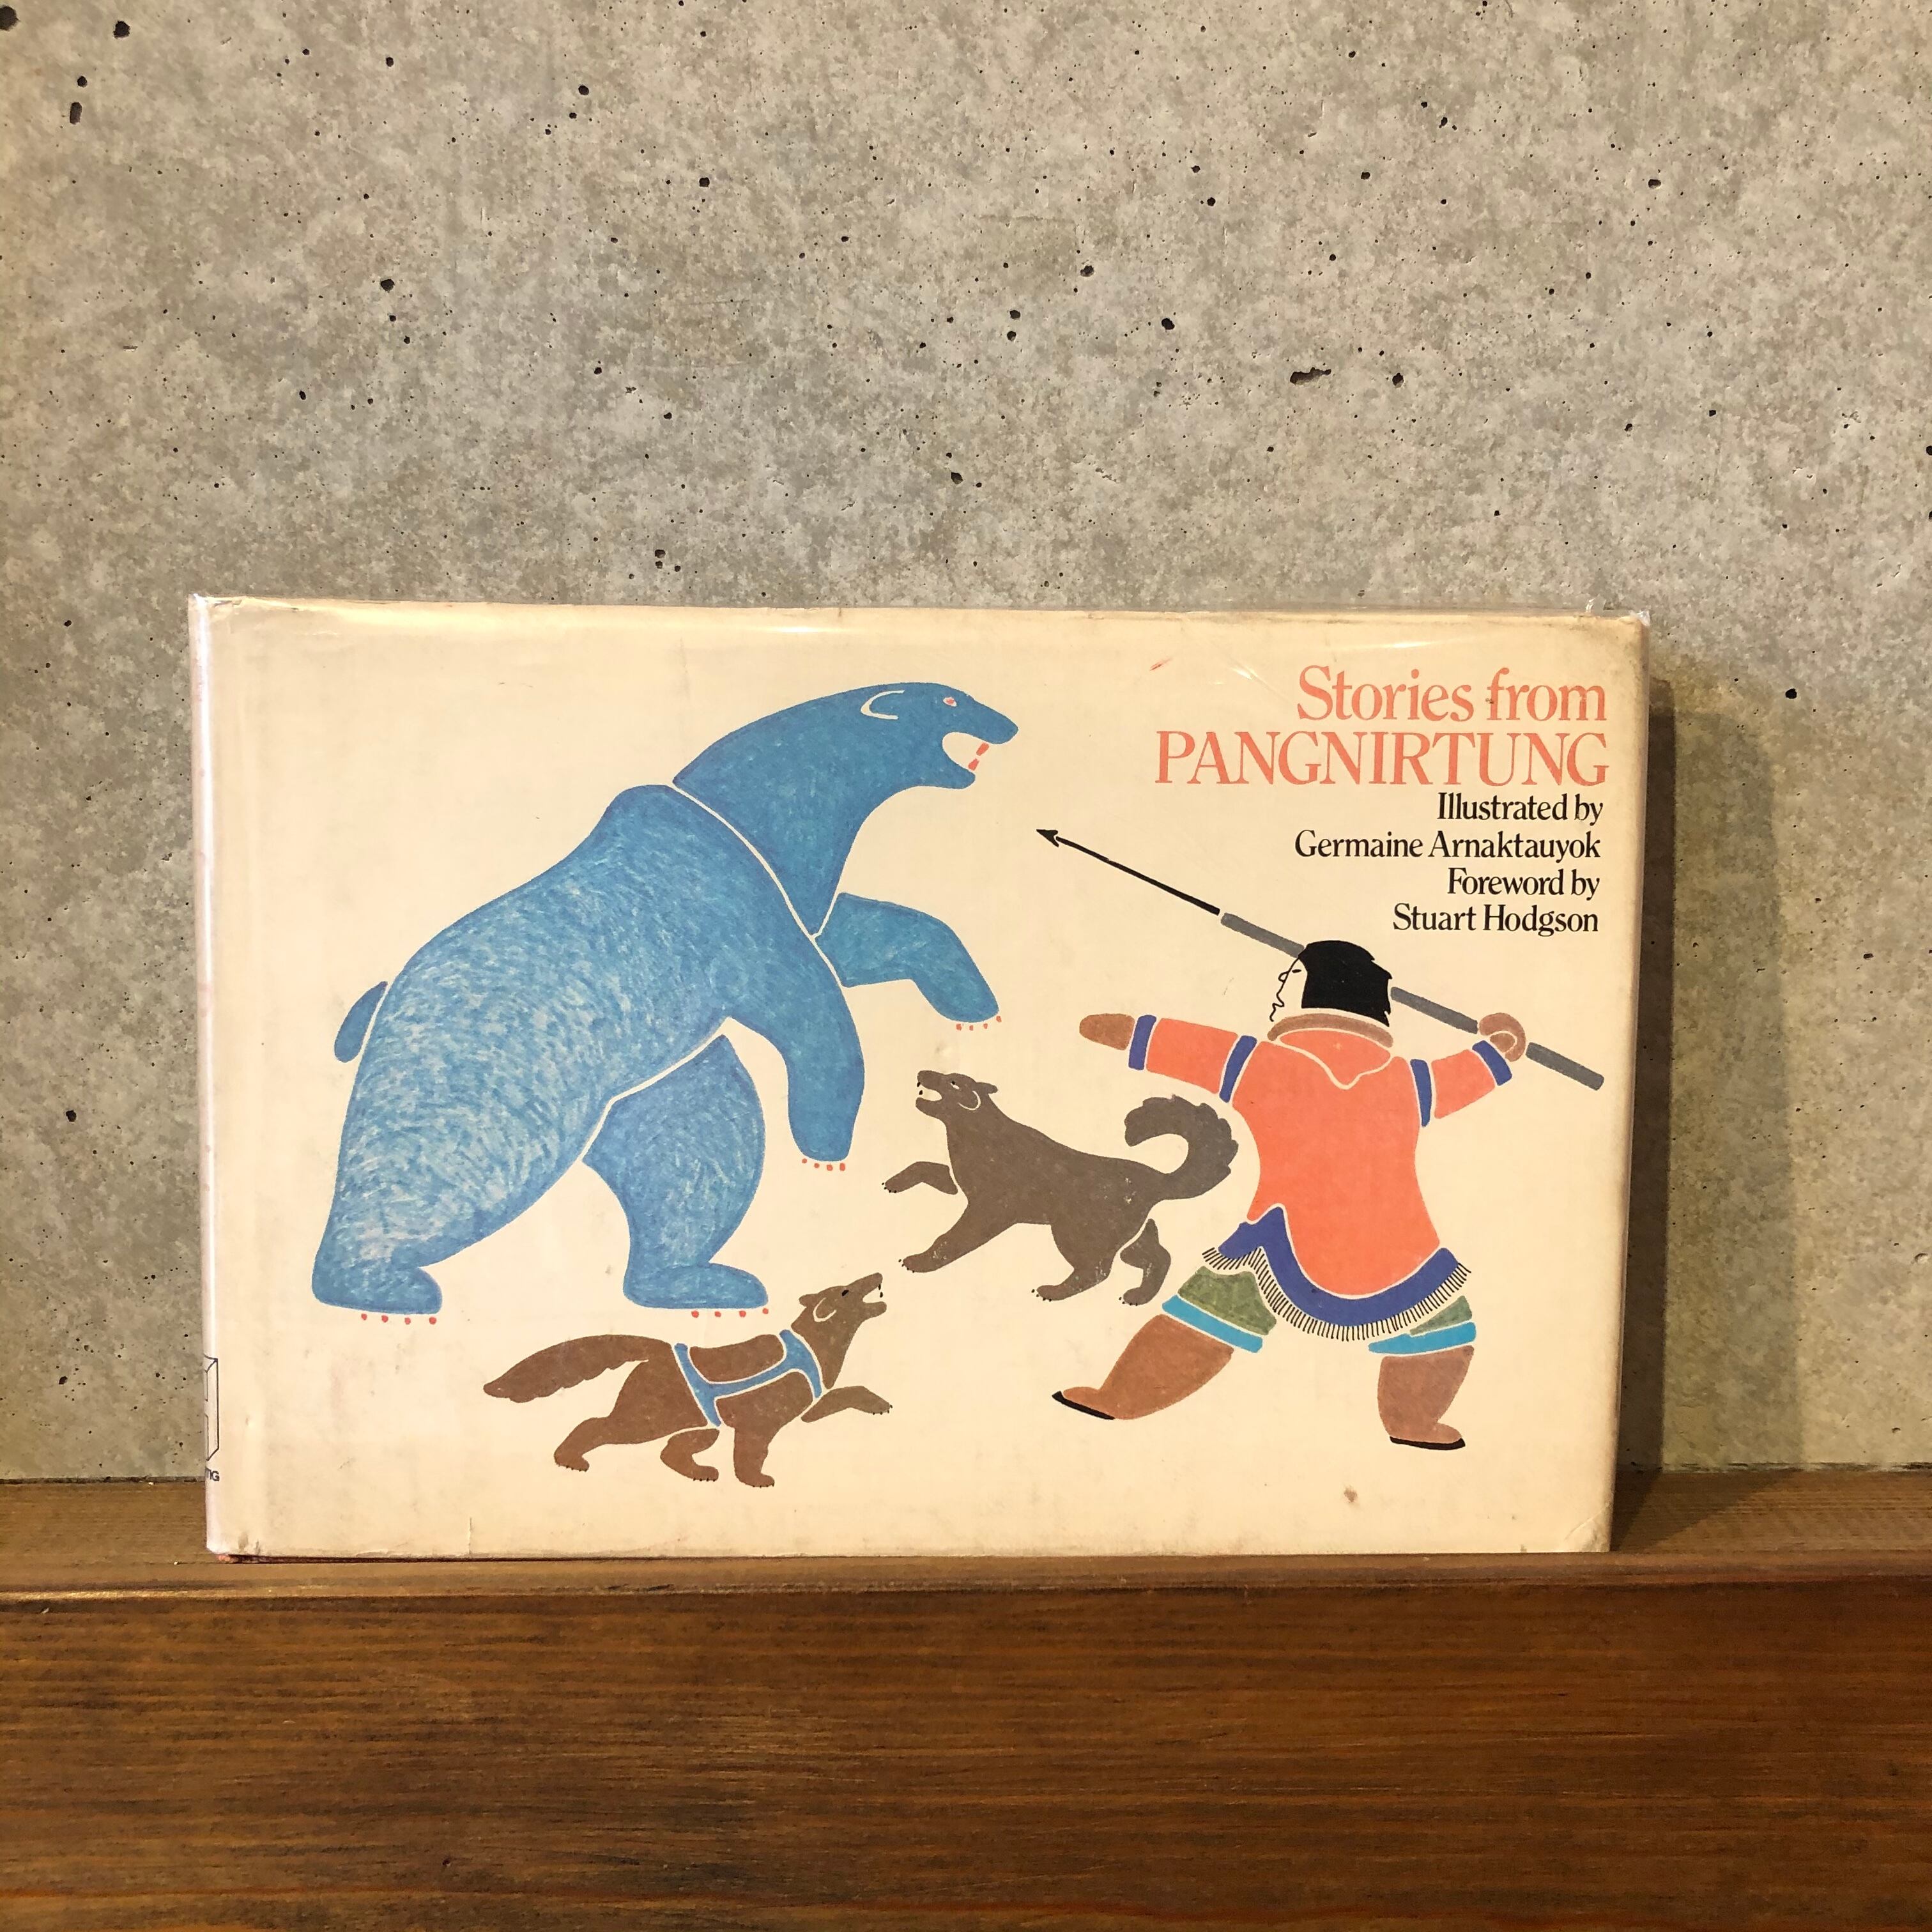 Stories from
PANGNIRTUNG
Illustrated by
Germaine Arnaktauyok
Foreword by
Stuart Hodgson